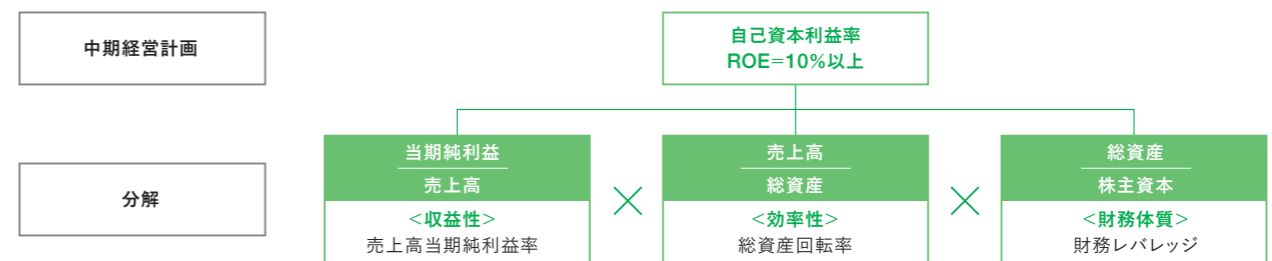 中期経営計画
自己資本利益率
ROE=10%以上
分解
当期純利益
売上高
<収益性>
売上高当期純利益率
×
売上高
総資産
<効率性>
総資産回転率
×
総資産
株主資本
<財務体質>
財務レバレッジ